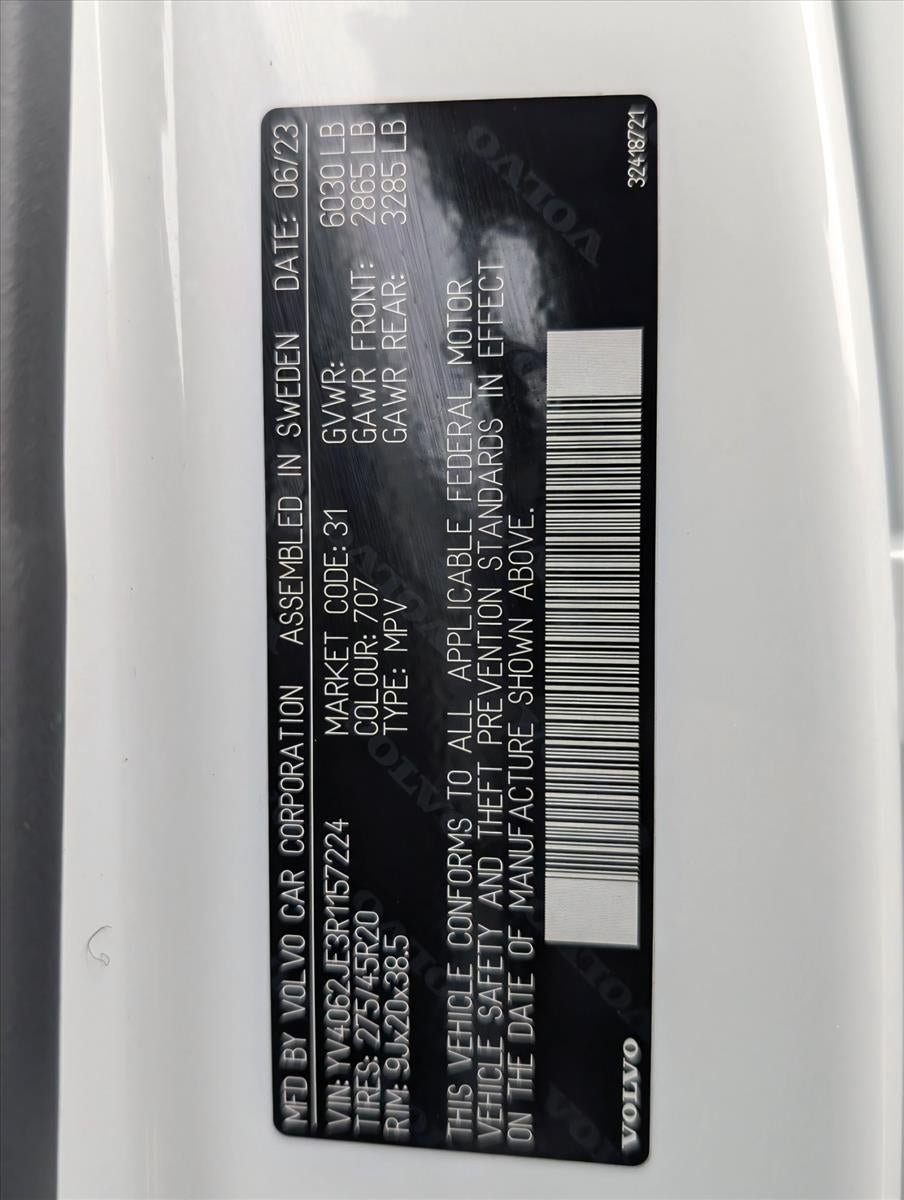 MFD BY VOLVO CAR CORPORATION ASSEMBLED IN SWEDEN DATE: 06/23
VIN: YV4062JE3R1157224 MARKET CODE: 31 GVWR: 6030 LB
TIRES: 275/45R20 COLOUR: 707 GAWR FRONT: 2865 LB
RIM: 9Jx20x38.5 TYPE: MPV GAWR REAR: 3285 LB
THIS VEHICLE CONFORMS TO ALL APPLICABLE FEDERAL MOTOR
VEHICLE SAFETY AND THEFT PREVENTION STANDARDS IN EFFECT
ON THE DATE OF MANUFACTURE SHOWN ABOVE.
VOLVO 32418721